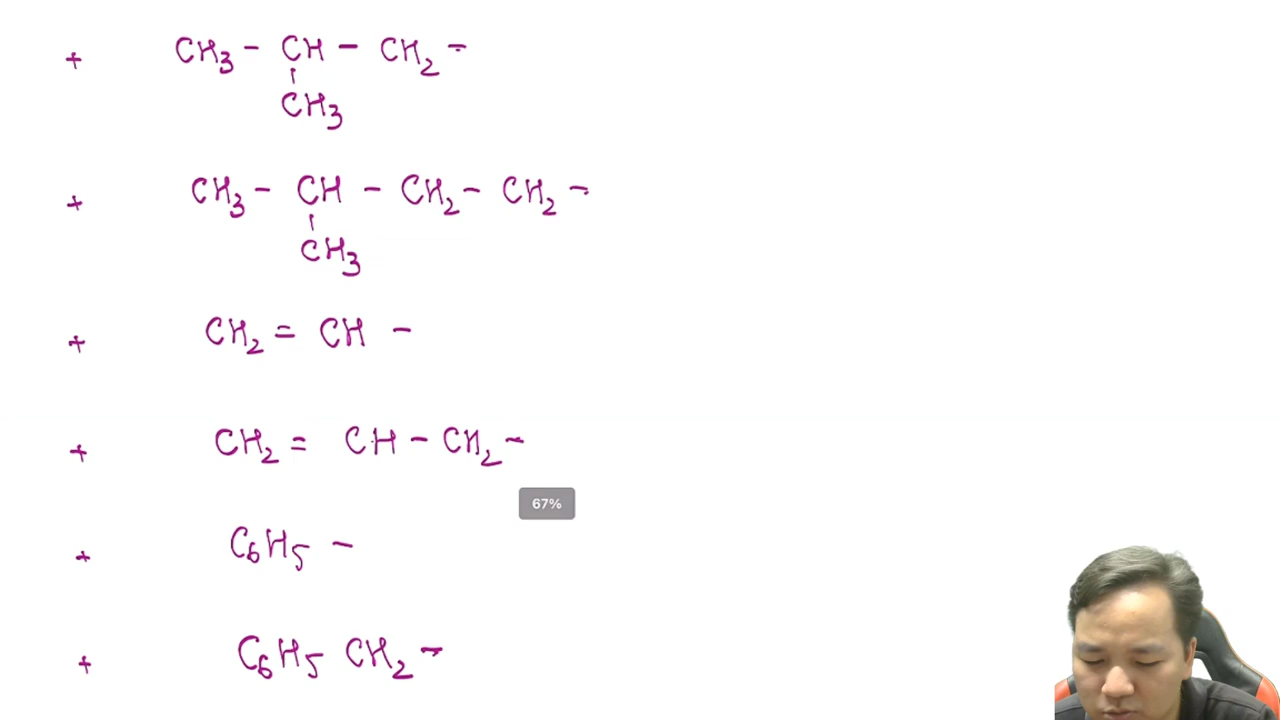 + CH₃ – CH – CH₂ –
CH₃
+ CH₃ – CH – CH₂ – CH₂ –
CH₃
+ CH₂ = CH –
+ CH₂ = CH – CH₂ –
67%
+ C₆H₅ –
+ C₆H₅ CH₂ –